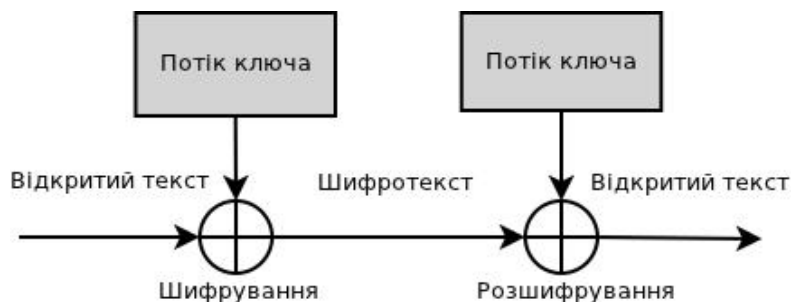 Потік ключа
Потік ключа
Відкритий текст
Шифротекст
Відкритий текст
Шифрування
Розшифрування